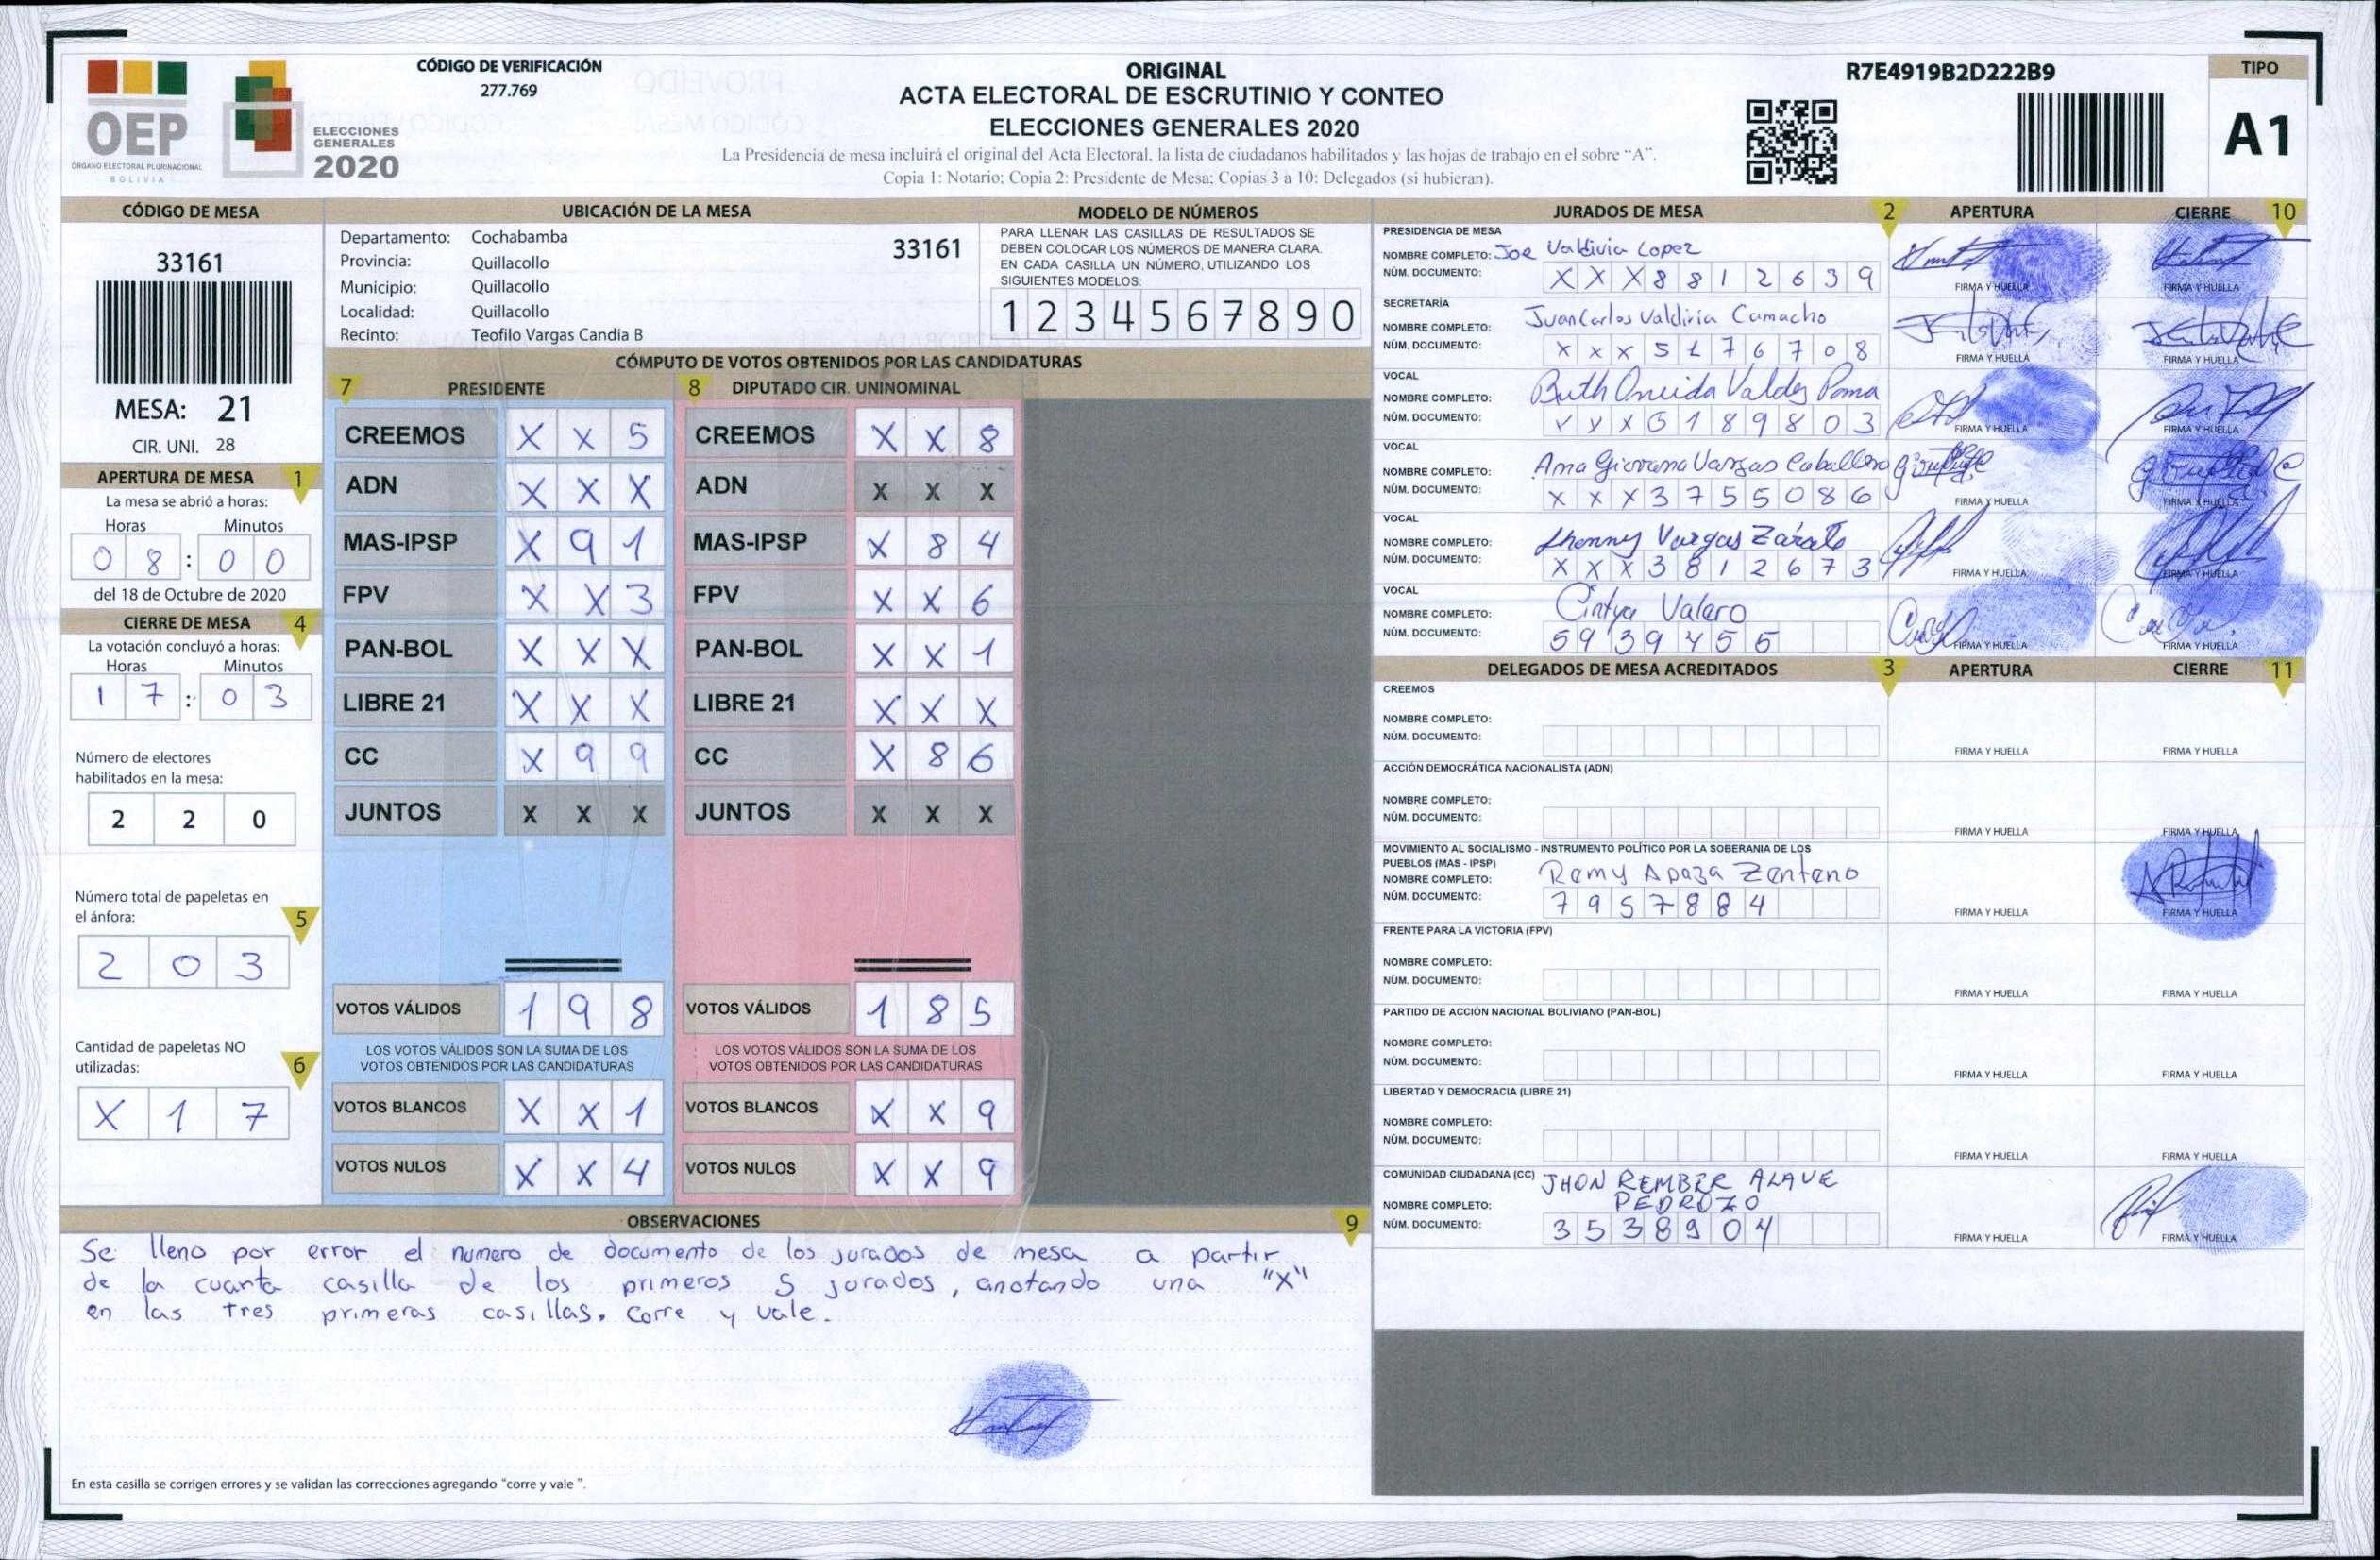 CÓDIGO DE VERIFICACIÓN
277.769
OEP
ÓRGANO ELECTORAL PLURINACIONAL
BOLIVIA
ELECCIONES
GENERALES
2020
ORIGINAL
ACTA ELECTORAL DE ESCRUTINIO Y CONTEO
ELECCIONES GENERALES 2020
La Presidencia de mesa incluirá el original del Acta Electoral, la lista de ciudadanos habilitados y las hojas de trabajo en el sobre "A".
Copia 1: Notario; Copia 2: Presidente de Mesa; Copias 3 a 10: Delegados (si hubieran).
R7E4919B2D222B9
TIPO
A1
CÓDIGO DE MESA
33161
MESA: 21
CIR. UNI. 28
APERTURA DE MESA 1
La mesa se abrió a horas:
Horas Minutos
0 8 : 0 0
del 18 de Octubre de 2020
CIERRE DE MESA 4
La votación concluyó a horas:
Horas Minutos
1 7 : 0 3
Número de electores
habilitados en la mesa:
2 2 0
Número total de papeletas en
el ánfora: 5
2 0 3
Cantidad de papeletas NO
utilizadas: 6
X 1 7
UBICACIÓN DE LA MESA
Departamento: Cochabamba 33161
Provincia: Quillacollo
Municipio: Quillacollo
Localidad: Quillacollo
Recinto: Teofilo Vargas Candia B
MODELO DE NÚMEROS
PARA LLENAR LAS CASILLAS DE RESULTADOS SE
DEBEN COLOCAR LOS NÚMEROS DE MANERA CLARA.
EN CADA CASILLA UN NÚMERO, UTILIZANDO LOS
SIGUIENTES MODELOS:
1 2 3 4 5 6 7 8 9 0
CÓMPUTO DE VOTOS OBTENIDOS POR LAS CANDIDATURAS
7 PRESIDENTE
CREEMOS X X 5
ADN X X X
MAS-IPSP X 9 1
FPV X X 3
PAN-BOL X X X
LIBRE 21 X X X
CC X 9 9
JUNTOS X X X
VOTOS VÁLIDOS 1 9 8
LOS VOTOS VÁLIDOS SON LA SUMA DE LOS
VOTOS OBTENIDOS POR LAS CANDIDATURAS
VOTOS BLANCOS X X 1
VOTOS NULOS X X 4
8 DIPUTADO CIR. UNINOMINAL
CREEMOS X X 8
ADN X X X
MAS-IPSP X 8 4
FPV X X 6
PAN-BOL X X 1
LIBRE 21 X X X
CC X 8 6
JUNTOS X X X
VOTOS VÁLIDOS 1 8 5
LOS VOTOS VÁLIDOS SON LA SUMA DE LOS
VOTOS OBTENIDOS POR LAS CANDIDATURAS
VOTOS BLANCOS X X 9
VOTOS NULOS X X 9
OBSERVACIONES 9
Se lleno por error el numero de documento de los jurados de mesa a partir
de la cuarta casilla de los primeros 5 jurados, anotando una "X"
en las tres primeras casillas. Corre y vale.
En esta casilla se corrigen errores y se validan las correcciones agregando "corre y vale ".
JURADOS DE MESA 2 APERTURA CIERRE 10
PRESIDENCIA DE MESA
NOMBRE COMPLETO: Joe Valdivia Lopez
NÚM. DOCUMENTO: X X X 8 8 1 2 6 3 9
FIRMA Y HUELLA FIRMA Y HUELLA
SECRETARÍA
NOMBRE COMPLETO: Juan Carlos Valdivia Camacho
NÚM. DOCUMENTO: X X X 5 1 7 6 7 0 8
FIRMA Y HUELLA FIRMA Y HUELLA
VOCAL
NOMBRE COMPLETO: Ruth Oneida Valdez Poma
NÚM. DOCUMENTO: X X X 6 1 8 9 8 0 3
FIRMA Y HUELLA FIRMA Y HUELLA
VOCAL
NOMBRE COMPLETO: Ana Giovana Vargas Caballero
NÚM. DOCUMENTO: X X X 3 7 5 5 0 8 6
FIRMA Y HUELLA FIRMA Y HUELLA
VOCAL
NOMBRE COMPLETO: Jhonny Vargas Zárate
NÚM. DOCUMENTO: X X X 3 8 1 2 6 7 3
FIRMA Y HUELLA FIRMA Y HUELLA
VOCAL
NOMBRE COMPLETO: Cintya Valero
NÚM. DOCUMENTO: 5 9 3 9 4 5 5
FIRMA Y HUELLA FIRMA Y HUELLA
DELEGADOS DE MESA ACREDITADOS 3 APERTURA CIERRE 11
CREEMOS
NOMBRE COMPLETO:
NÚM. DOCUMENTO:
FIRMA Y HUELLA FIRMA Y HUELLA
ACCIÓN DEMOCRÁTICA NACIONALISTA (ADN)
NOMBRE COMPLETO:
NÚM. DOCUMENTO:
FIRMA Y HUELLA FIRMA Y HUELLA
MOVIMIENTO AL SOCIALISMO - INSTRUMENTO POLÍTICO POR LA SOBERANIA DE LOS
PUEBLOS (MAS - IPSP)
NOMBRE COMPLETO: Remy Apaza Zenteno
NÚM. DOCUMENTO: 7 9 5 7 8 8 4
FIRMA Y HUELLA FIRMA Y HUELLA
FRENTE PARA LA VICTORIA (FPV)
NOMBRE COMPLETO:
NÚM. DOCUMENTO:
FIRMA Y HUELLA FIRMA Y HUELLA
PARTIDO DE ACCIÓN NACIONAL BOLIVIANO (PAN-BOL)
NOMBRE COMPLETO:
NÚM. DOCUMENTO:
FIRMA Y HUELLA FIRMA Y HUELLA
LIBERTAD Y DEMOCRACIA (LIBRE 21)
NOMBRE COMPLETO:
NÚM. DOCUMENTO:
FIRMA Y HUELLA FIRMA Y HUELLA
COMUNIDAD CIUDADANA (CC)
NOMBRE COMPLETO: JHON REMBER ALAVE
PEDROZO
NÚM. DOCUMENTO: 3 5 3 8 9 0 4
FIRMA Y HUELLA FIRMA Y HUELLA